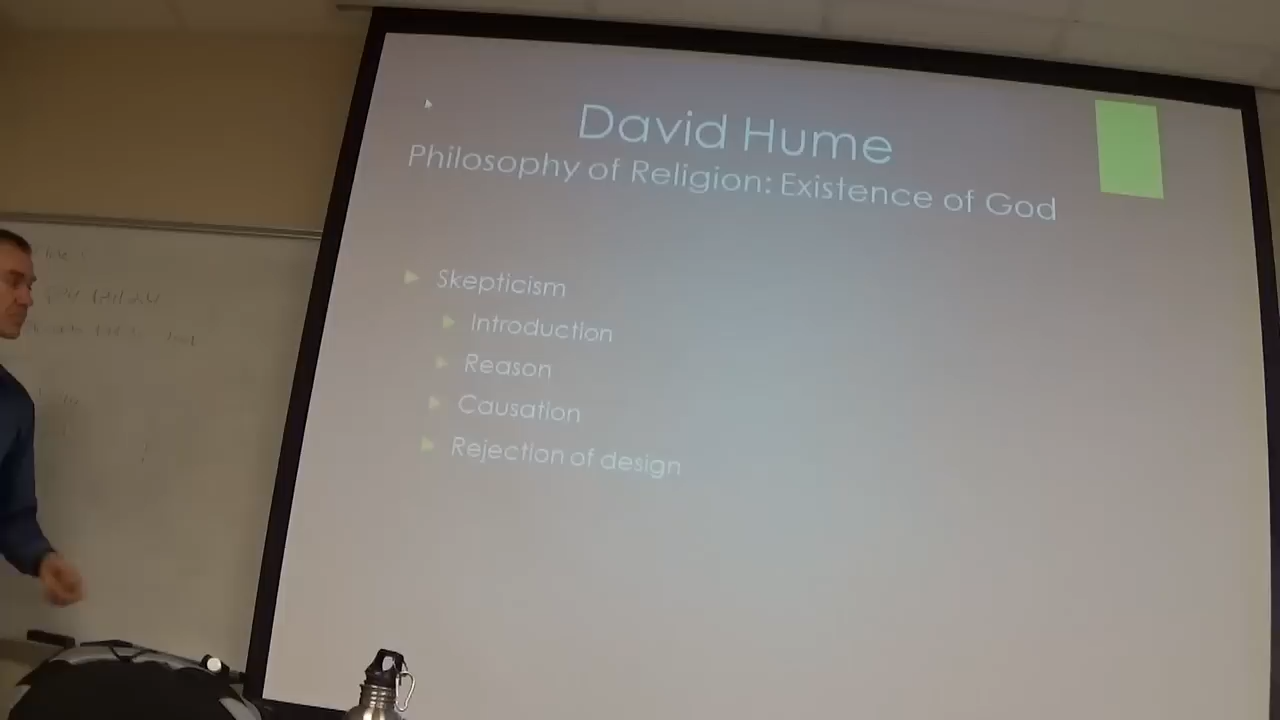 David Hume
Philosophy of Religion: Existence of God
Skepticism
Introduction
Reason
Causation
Rejection of design